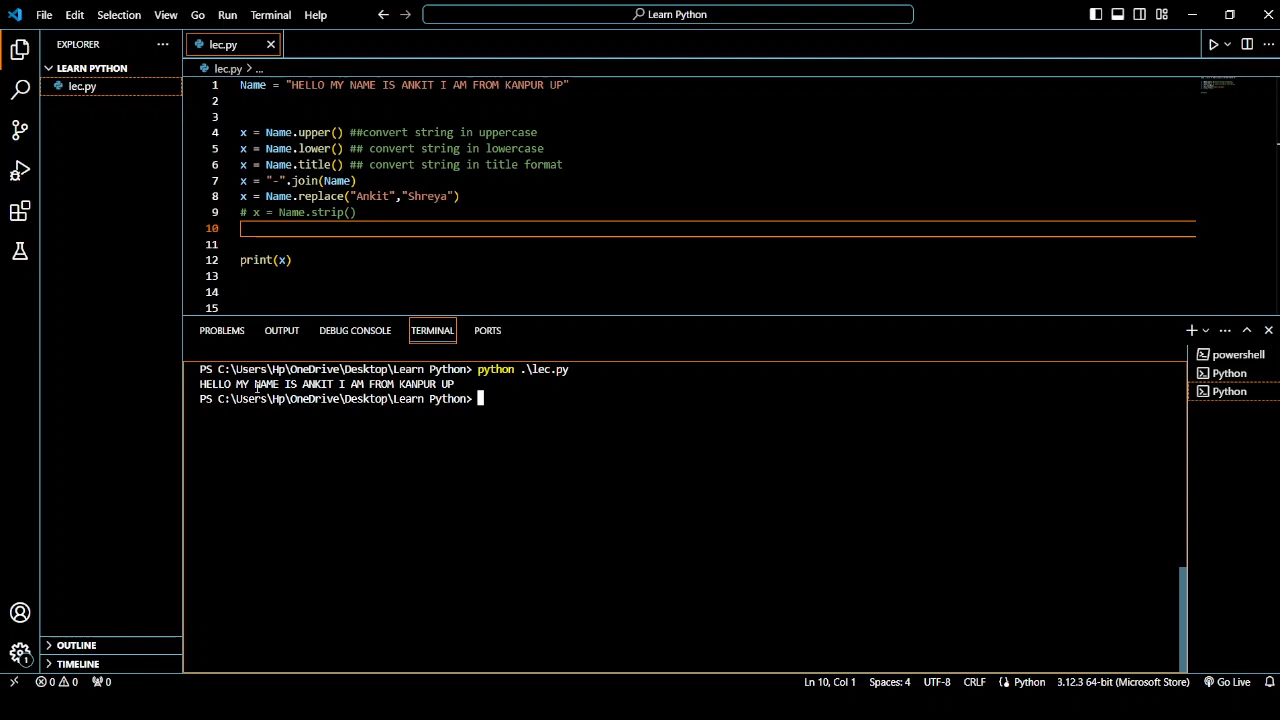 File Edit Selection View Go Run Terminal Help
Learn Python
EXPLORER
LEARN PYTHON
lec.py
OUTLINE
TIMELINE
lec.py
lec.py > ...
1 Name = "HELLO MY NAME IS ANKIT I AM FROM KANPUR UP"
2
3
4 x = Name.upper() ##convert string in uppercase
5 x = Name.lower() ## convert string in lowercase
6 x = Name.title() ## convert string in title format
7 x = "-".join(Name)
8 x = Name.replace("Ankit","Shreya")
9 # x = Name.strip()
10
11
12 print(x)
13
14
15
PROBLEMS OUTPUT DEBUG CONSOLE TERMINAL PORTS
PS C:\Users\Hp\OneDrive\Desktop\Learn Python> python .\lec.py
HELLO MY NAME IS ANKIT I AM FROM KANPUR UP
PS C:\Users\Hp\OneDrive\Desktop\Learn Python>
powershell
Python
Python
1
0 0 0 Ln 10, Col 1 Spaces: 4 UTF-8 CRLF Python 3.12.3 64-bit (Microsoft Store) Go Live